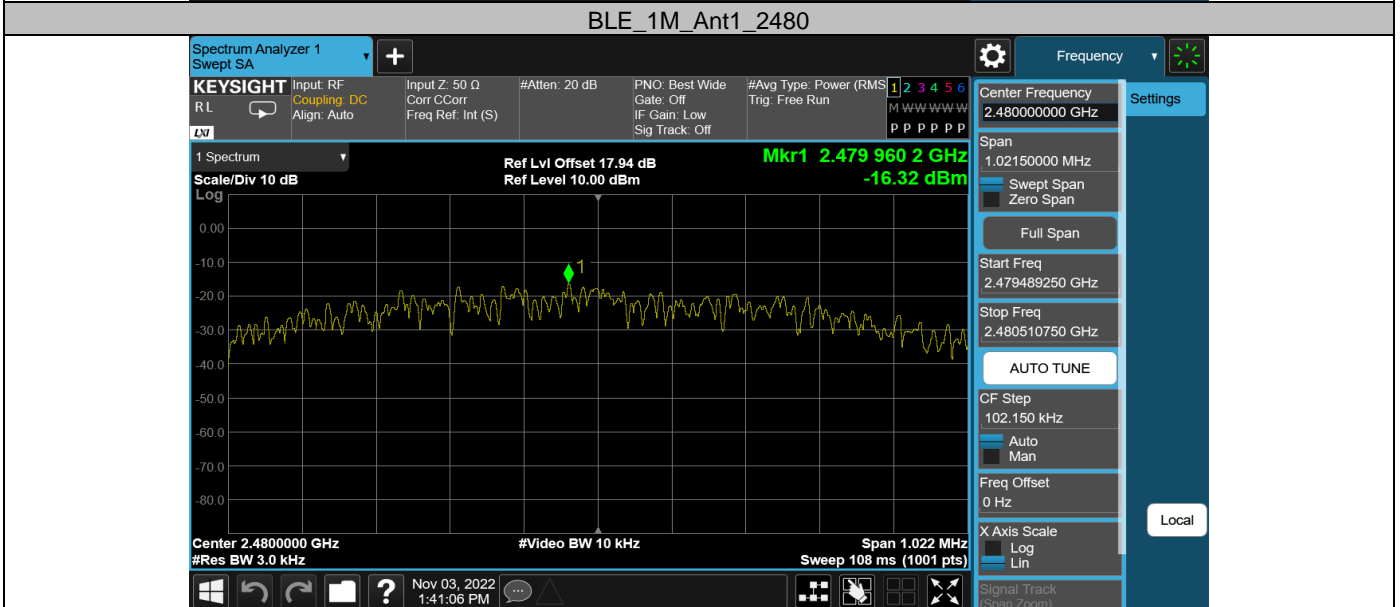 BLE_1M_Ant1_2480
Spectrum Analyzer 1
Swept SA
Frequency
KEYSIGHT
RL
LXI
Input: RF
Coupling: DC
Align: Auto
Input Z: 50 Ω
Corr CCorr
Freq Ref: Int (S)
#Atten: 20 dB
PNO: Best Wide
Gate: Off
IF Gain: Low
Sig Track: Off
#Avg Type: Power (RMS
Trig: Free Run
1 2 3 4 5 6
M W W W W W
P P P P P P
1 Spectrum
Scale/Div 10 dB
Ref Lvl Offset 17.94 dB
Ref Level 10.00 dBm
Mkr1 2.479 960 2 GHz
-16.32 dBm
Log
0.00
-10.0
-20.0
-30.0
-40.0
-50.0
-60.0
-70.0
-80.0
1
Center 2.4800000 GHz
#Res BW 3.0 kHz
#Video BW 10 kHz
Span 1.022 MHz
Sweep 108 ms (1001 pts)
Nov 03, 2022
1:41:06 PM
Center Frequency
2.480000000 GHz
Span
1.02150000 MHz
Swept Span
Zero Span
Full Span
Start Freq
2.479489250 GHz
Stop Freq
2.480510750 GHz
AUTO TUNE
CF Step
102.150 kHz
Auto
Man
Freq Offset
0 Hz
X Axis Scale
Log
Lin
Signal Track
(Span Zoom)
Settings
Local